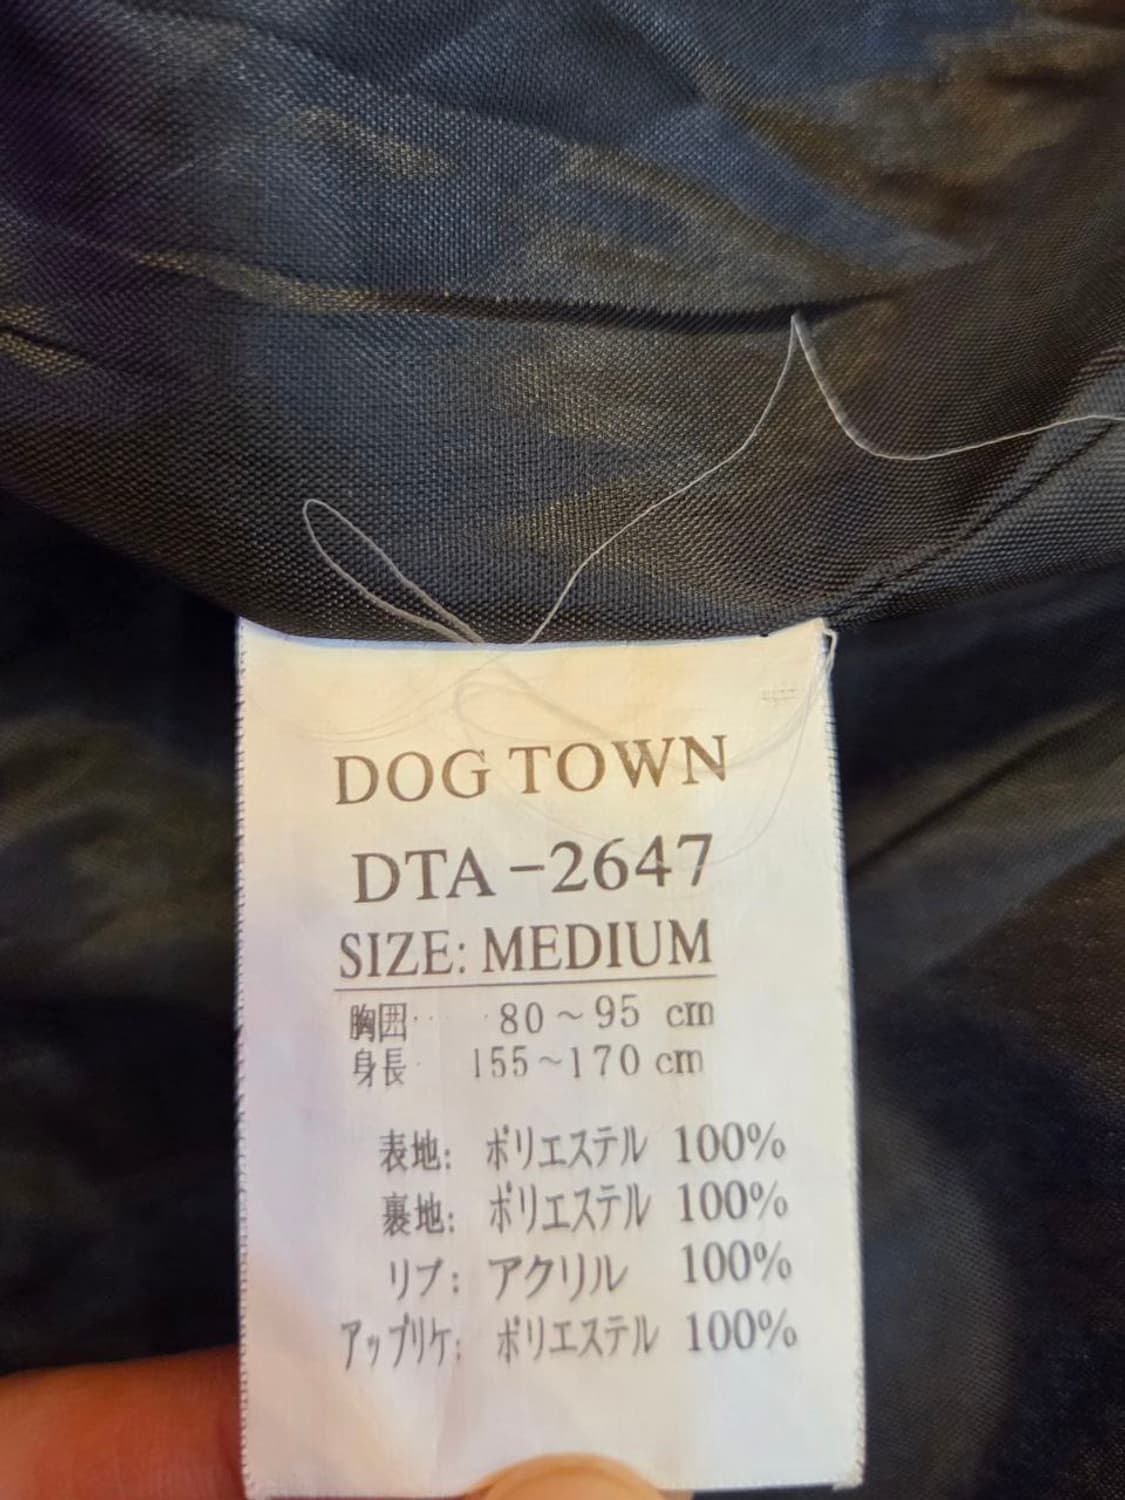 DOG TOWN
DTA-2647
SIZE: MEDIUM
胸囲‥‥ 80～95 cm
身長‥ 155～170 cm
表地: ポリエステル 100%
裏地: ポリエステル 100%
リブ: アクリル 100%
アップリケ: ポリエステル 100%